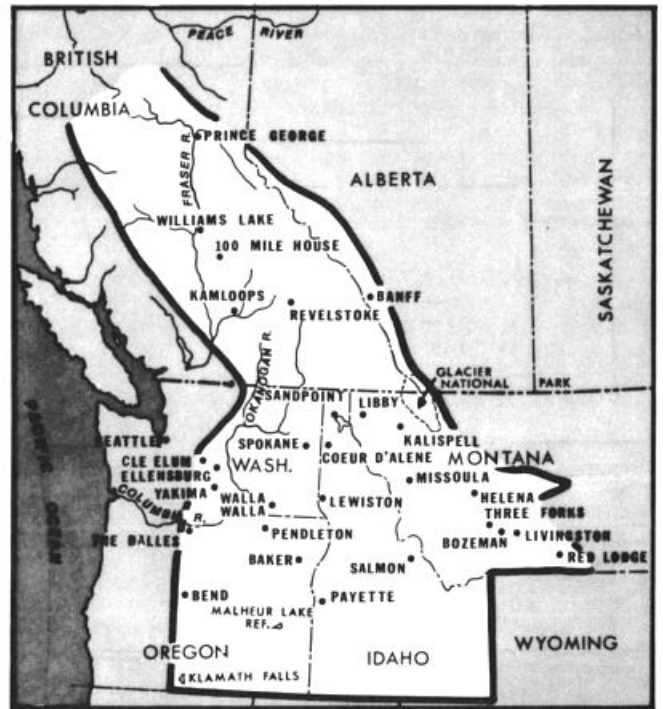 PEACE RIVER
BRITISH
COLUMBIA
PRINCE GEORGE
FRASER R.
ALBERTA
SASKATCHEWAN
WILLIAMS LAKE
100 MILE HOUSE
KAMLOOPS
BANFF
REVELSTOKE
OKANOGAN R.
GLACIER
NATIONAL PARK
SANDPOINT
LIBBY
PACIFIC OCEAN
SEATTLE
SPOKANE
KALISPELL
CLE ELUM
WASH.
COEUR D'ALENE
MONTANA
ELLENSBURG
MISSOULA
YAKIMA
WALLA
WALLA
LEWISTON
HELENA
COLUMBIA R.
THREE FORKS
THE DALLES
PENDLETON
BOZEMAN
LIVINGSTON
BAKER
SALMON
RED LODGE
BEND
PAYETTE
MALHEUR LAKE
REF.
OREGON
IDAHO
WYOMING
KLAMATH FALLS